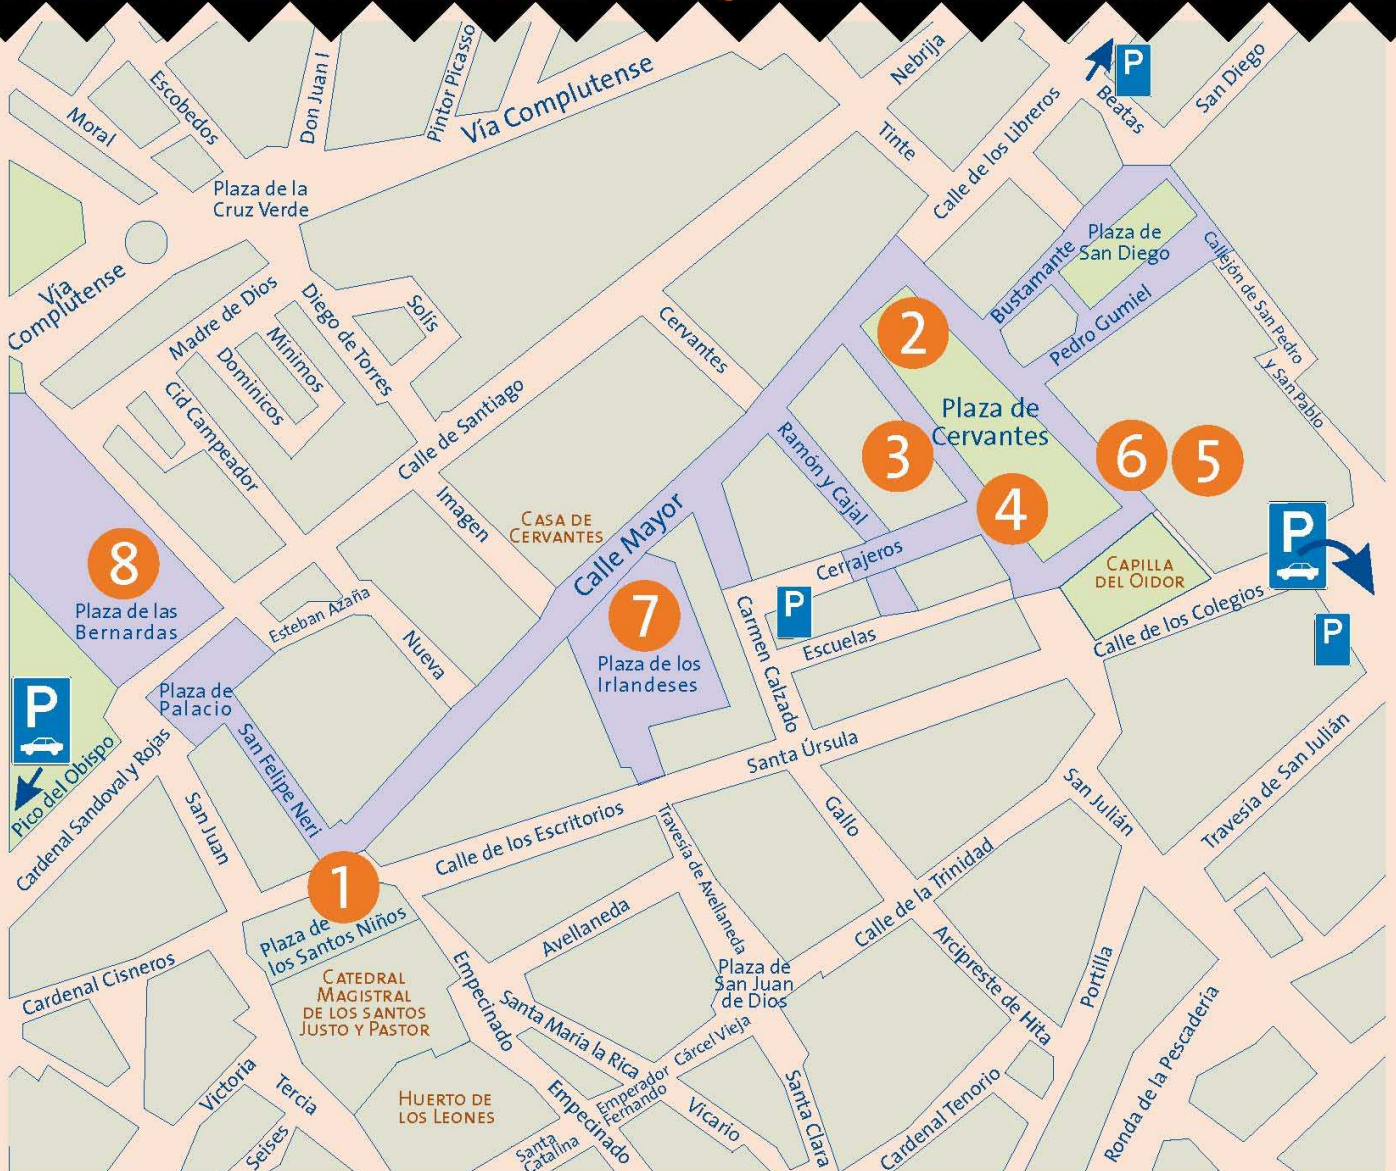 Nebrija
San Diego
P
Beatas
Escobedos
Don Juan I
Pintor Picasso
Vía Complutense
Moral
Tinte
Calle de los Libreros
Plaza de la
Cruz Verde
Plaza de
San Diego
Callejón de San Pedro
y San Pablo
Bustamante
Pedro Gumiel
Vía
Complutense
Madre de Dios
Diego de Torres
Solís
Mínimos
Dominicos
Cid Campeador
Cervantes
2
Plaza de
Cervantes
Calle de Santiago
Ramón y Cajal
3
6
5
4
Imagen
Casa de
Cervantes
Calle Mayor
Cerrajeros
Capilla
del Oidor
P
8
Plaza de las
Bernardas
Esteban Azaña
Nueva
7
Plaza de los
Irlandeses
Carmen Calzado
P
Escuelas
Calle de los Colegios
P
Plaza de
Palacio
P
Pico del Obispo
Cardenal Sandoval y Rojas
San Felipe Neri
San Juan
Santa Úrsula
San Julián
Travesía de San Julián
Gallo
Calle de los Escritorios
Travesía de Avellaneda
1
Plaza de
los Santos Niños
Avellaneda
Calle de la Trinidad
Cardenal Cisneros
Catedral
Magistral
de los santos
Justo y Pastor
Empecinado
Santa María la Rica
Plaza de
San Juan
de Dios
Arcipreste de Hita
Portilla
Ronda de la Pescadería
Cárcel Vieja
Emperador
Fernando
Victoria
Tercia
Seises
Huerto de
los Leones
Empecinado
Santa
Catalina
Vicario
Santa Clara
Cardenal Tenorio